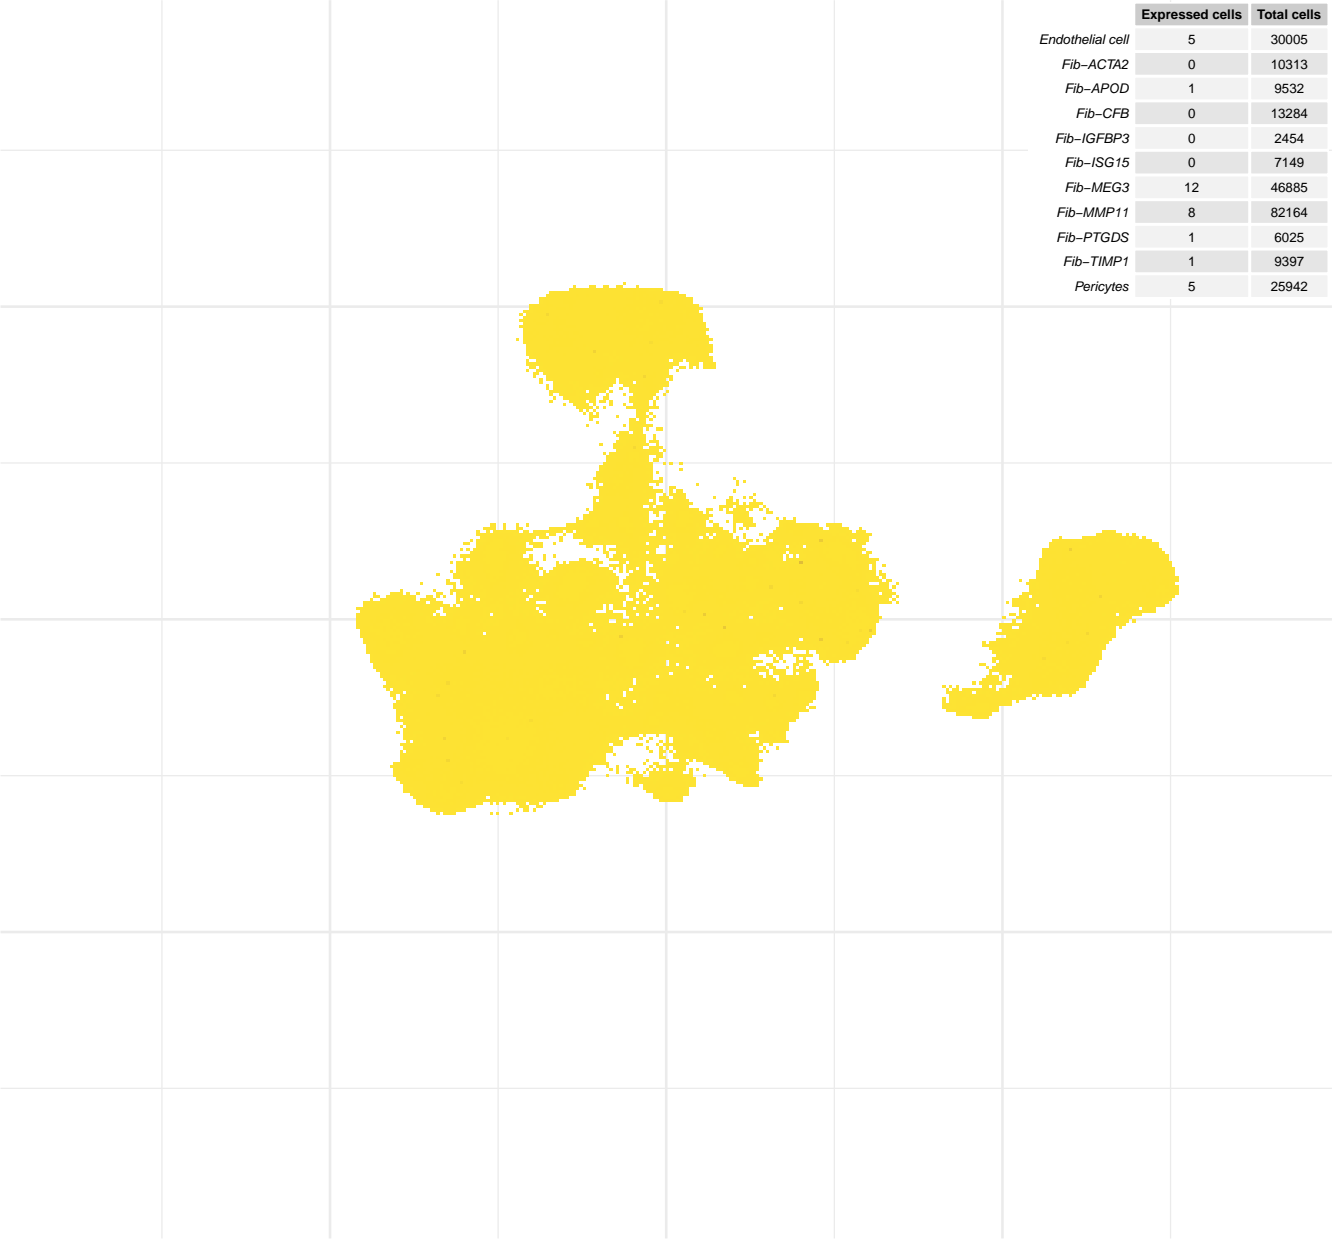 Expressed cells Total cells
Endothelial cell 5 30005
Fib−ACTA2 0 10313
Fib−APOD 1 9532
Fib−CFB 0 13284
Fib−IGFBP3 0 2454
Fib−ISG15 0 7149
Fib−MEG3 12 46885
Fib−MMP11 8 82164
Fib−PTGDS 1 6025
Fib−TIMP1 1 9397
Pericytes 5 25942